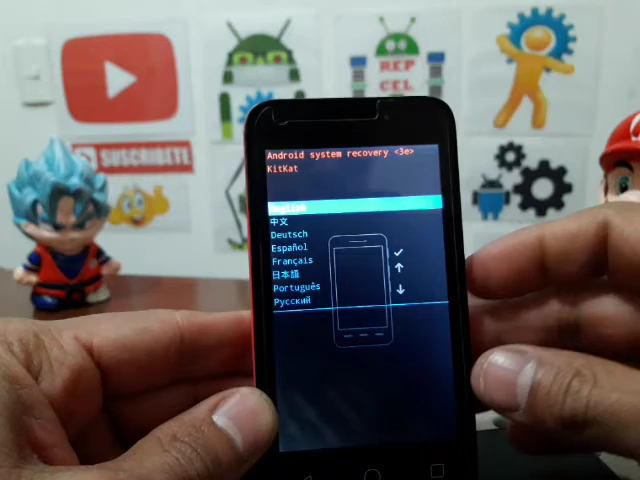 REP
CEL
SUSCRIBETE
Android system recovery <3e>
KitKat
English
中文
Deutsch
Español
Français
日本語
Português
Русский